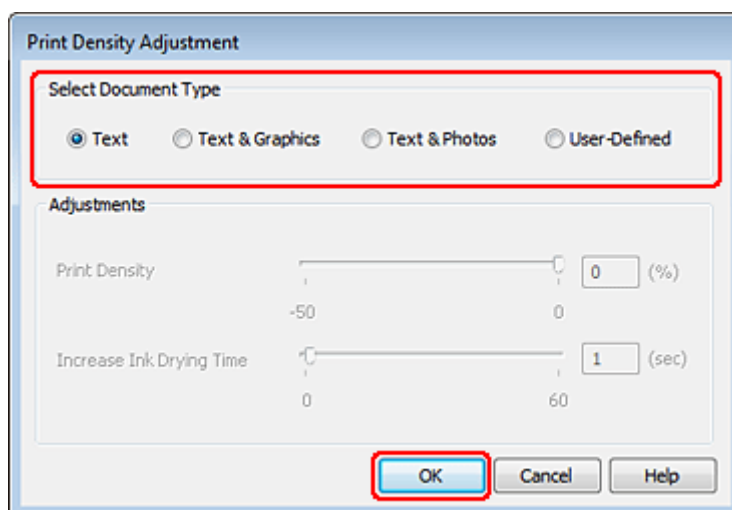 Print Density Adjustment
Select Document Type
Text Text & Graphics Text & Photos User-Defined
Adjustments
Print Density 0 (%)
-50 0
Increase Ink Drying Time 1 (sec)
0 60
OK Cancel Help